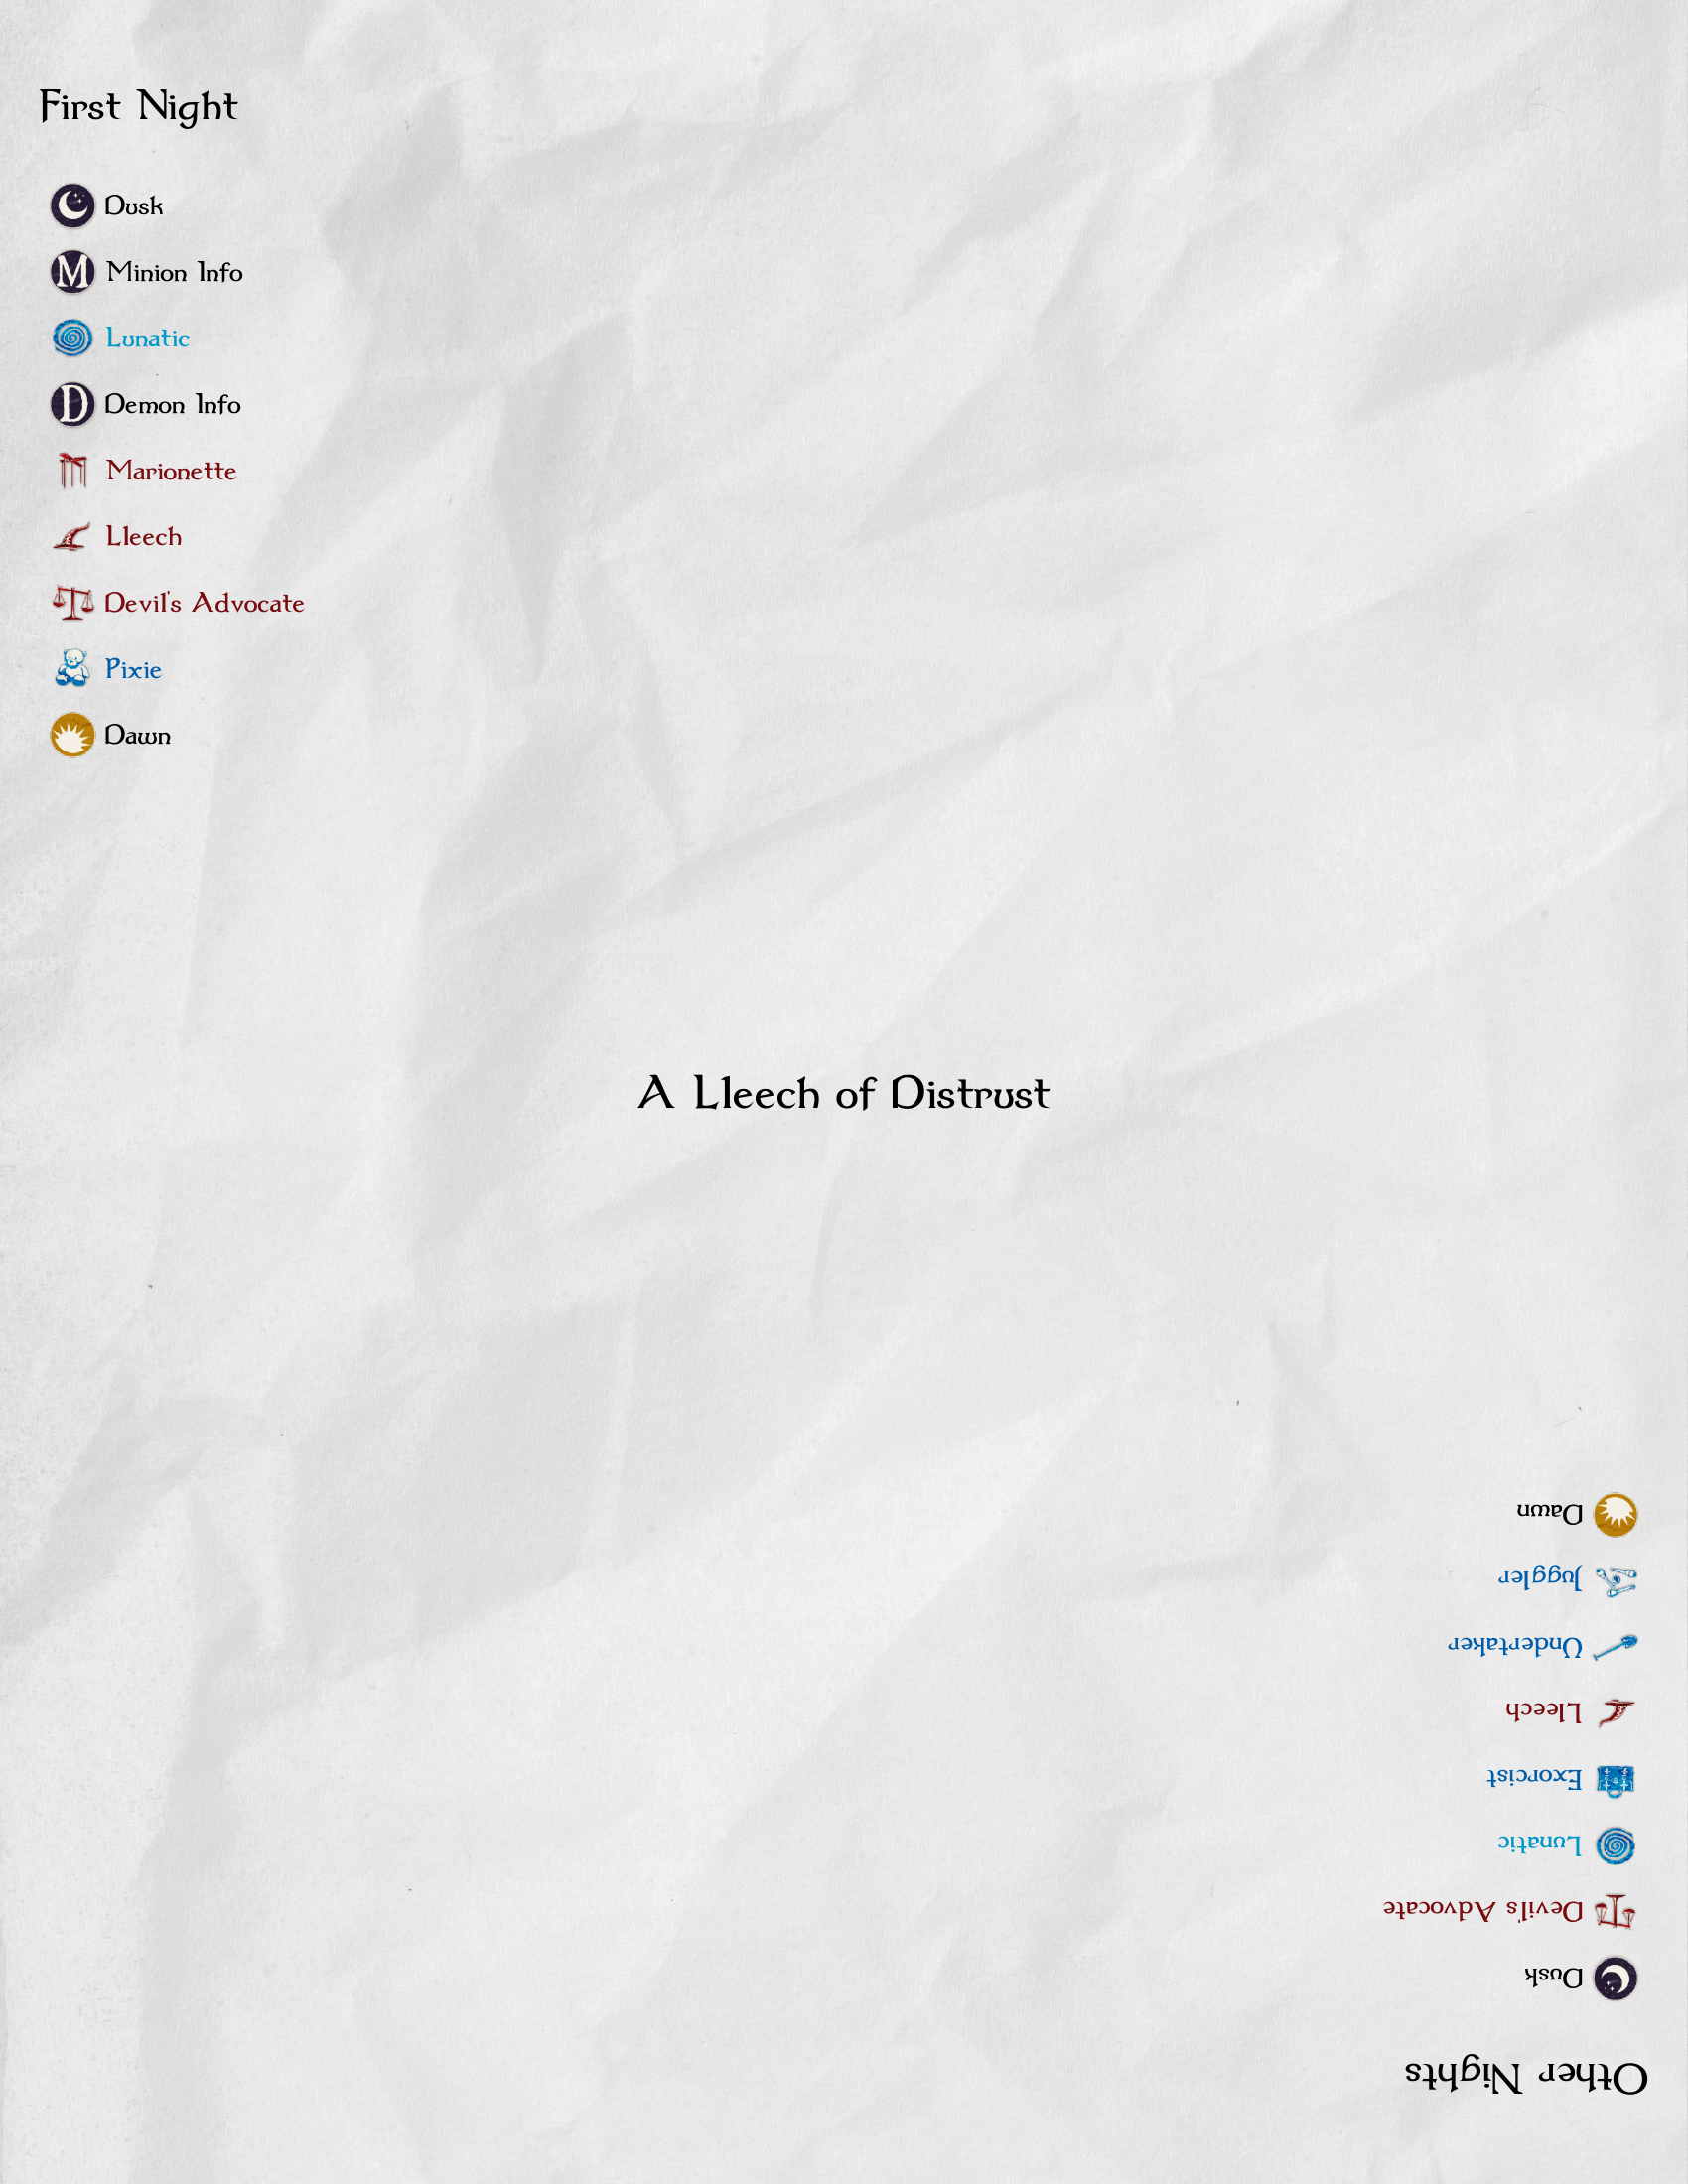 First Night
Dusk
M Minion Info
Lunatic
D Demon Info
Marionette
Lleech
Devil's Advocate
Pixie
Dawn
A Lleech of Distrust
Other Nights
Dusk
Devil's Advocate
Lunatic
Exorcist
Lleech
Undertaker
Juggler
Dawn